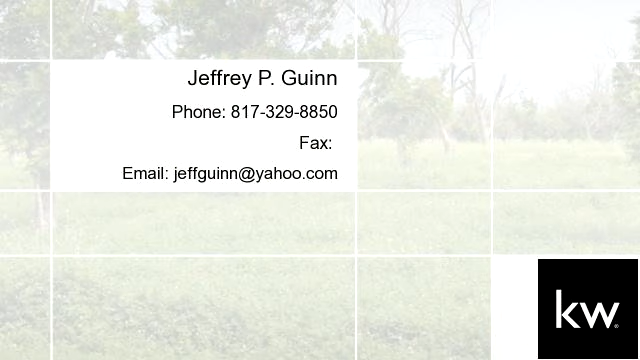 Jeffrey P. Guinn
Phone: 817-329-8850
Fax:
Email: jeffguinn@yahoo.com
kw